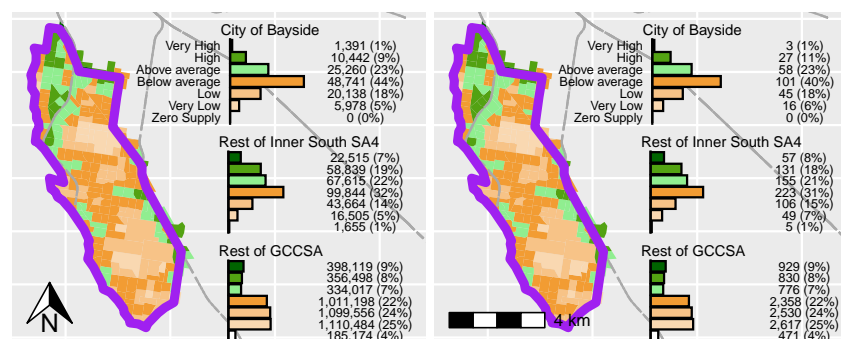 City of Bayside
Very High 1,391 (1%)
High 10,442 (9%)
Above average 25,260 (23%)
Below average 48,741 (44%)
Low 20,138 (18%)
Very Low 5,978 (5%)
Zero Supply 0 (0%)
Rest of Inner South SA4
22,515 (7%)
58,839 (19%)
67,615 (22%)
99,844 (32%)
43,664 (14%)
16,505 (5%)
1,655 (1%)
Rest of GCCSA
398,119 (9%)
356,498 (8%)
334,017 (7%)
1,011,198 (22%)
1,099,556 (24%)
1,110,484 (25%)
185,174 (4%)
N
City of Bayside
Very High 3 (1%)
High 27 (11%)
Above average 58 (23%)
Below average 101 (40%)
Low 45 (18%)
Very Low 16 (6%)
Zero Supply 0 (0%)
Rest of Inner South SA4
57 (8%)
131 (18%)
155 (21%)
223 (31%)
106 (15%)
49 (7%)
5 (1%)
Rest of GCCSA
929 (9%)
830 (8%)
776 (7%)
2,358 (22%)
2,530 (24%)
2,617 (25%)
471 (4%)
4 km